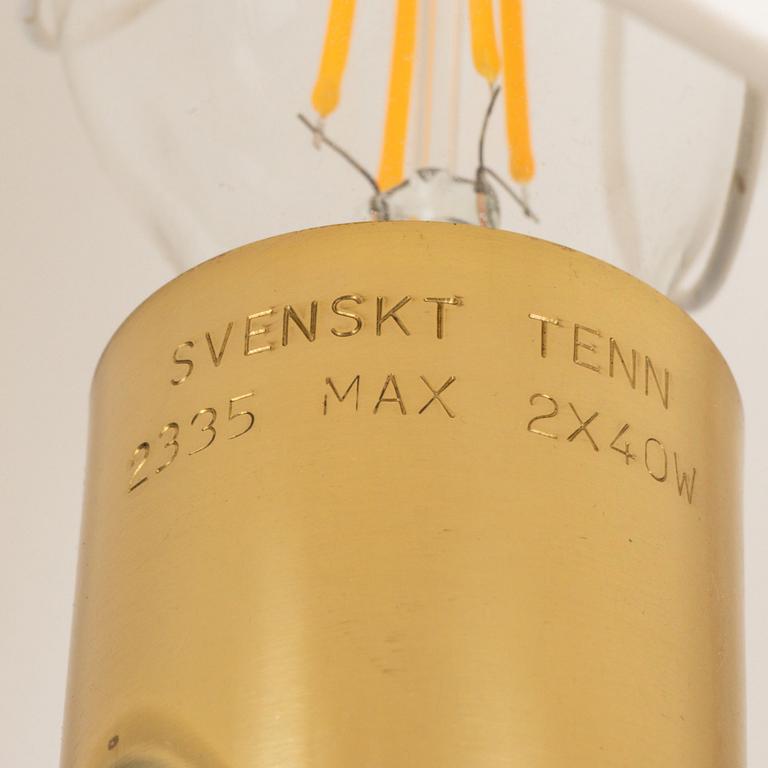 SVENSKT TENN
2335 MAX 2X40W